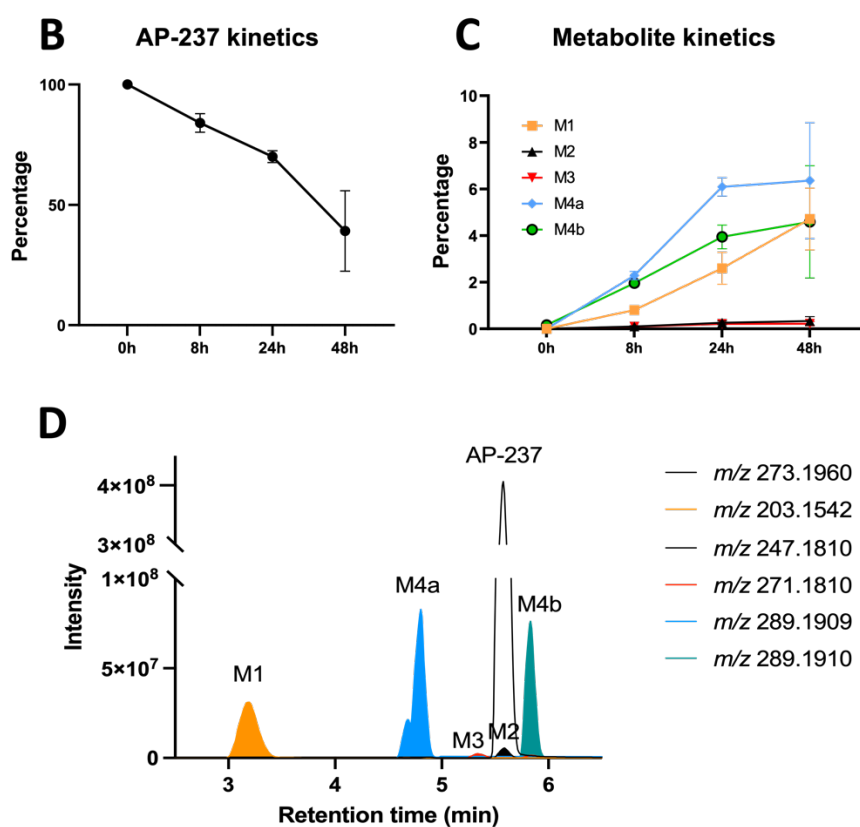 B
AP-237 kinetics
Percentage
100
50
0
0h
8h
24h
48h
C
Metabolite kinetics
Percentage
10
8
6
4
2
0
M1
M2
M3
M4a
M4b
0h
8h
24h
48h
D
Intensity
4×10⁸
3×10⁸
1×10⁸
5×10⁷
0
AP-237
M4a
M4b
M1
M3
M2
3
4
5
6
Retention time (min)
m/z 273.1960
m/z 203.1542
m/z 247.1810
m/z 271.1810
m/z 289.1909
m/z 289.1910